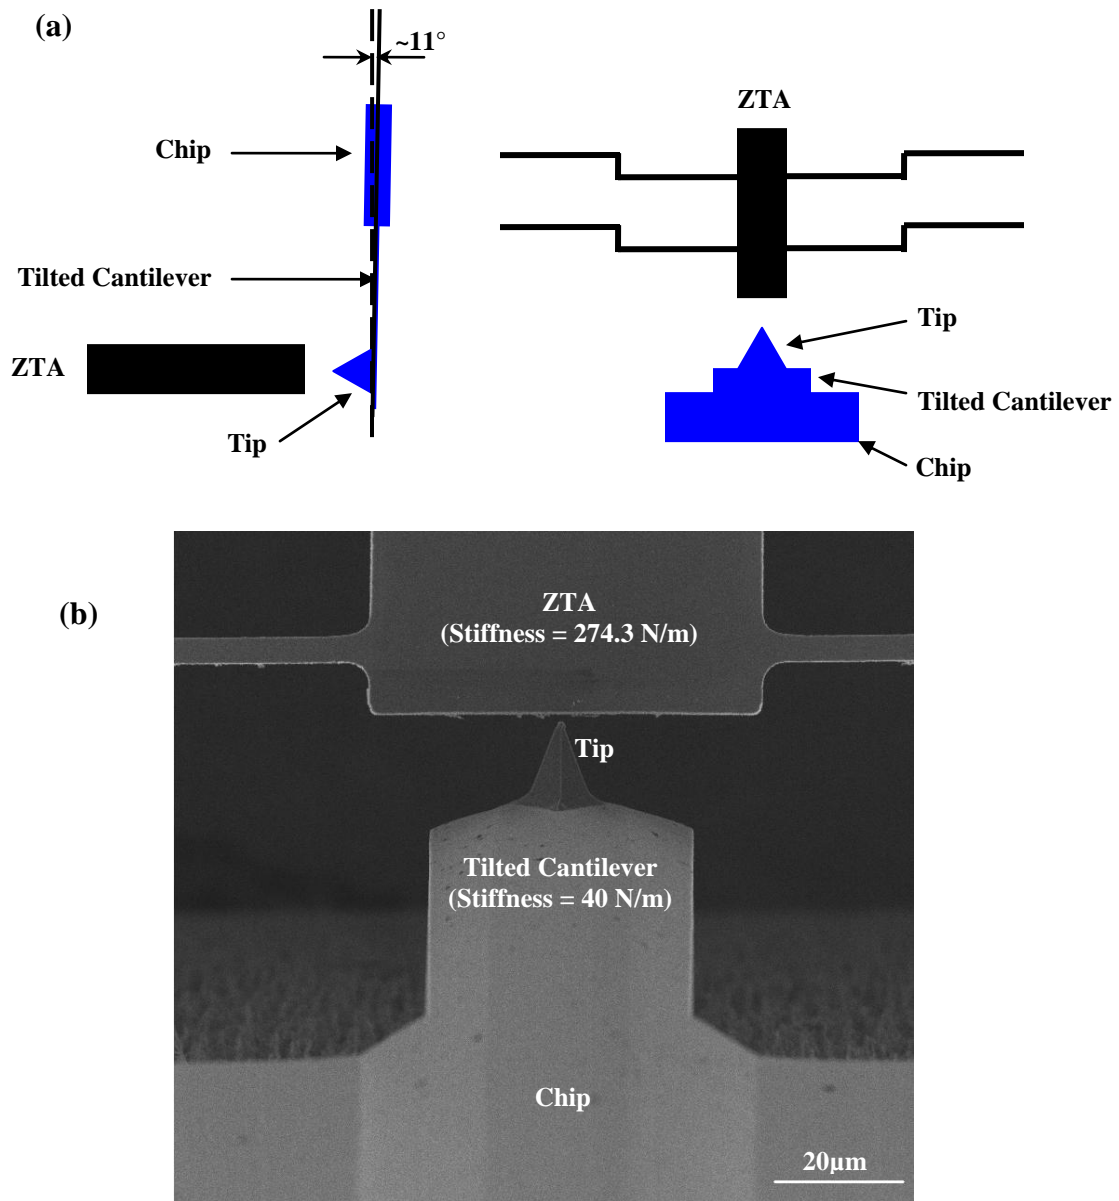 (a)
~11°
Chip
Tilted Cantilever
ZTA
Tip
ZTA
Tip
Tilted Cantilever
Chip
(b)
ZTA
(Stiffness = 274.3 N/m)
Tip
Tilted Cantilever
(Stiffness = 40 N/m)
Chip
20μm